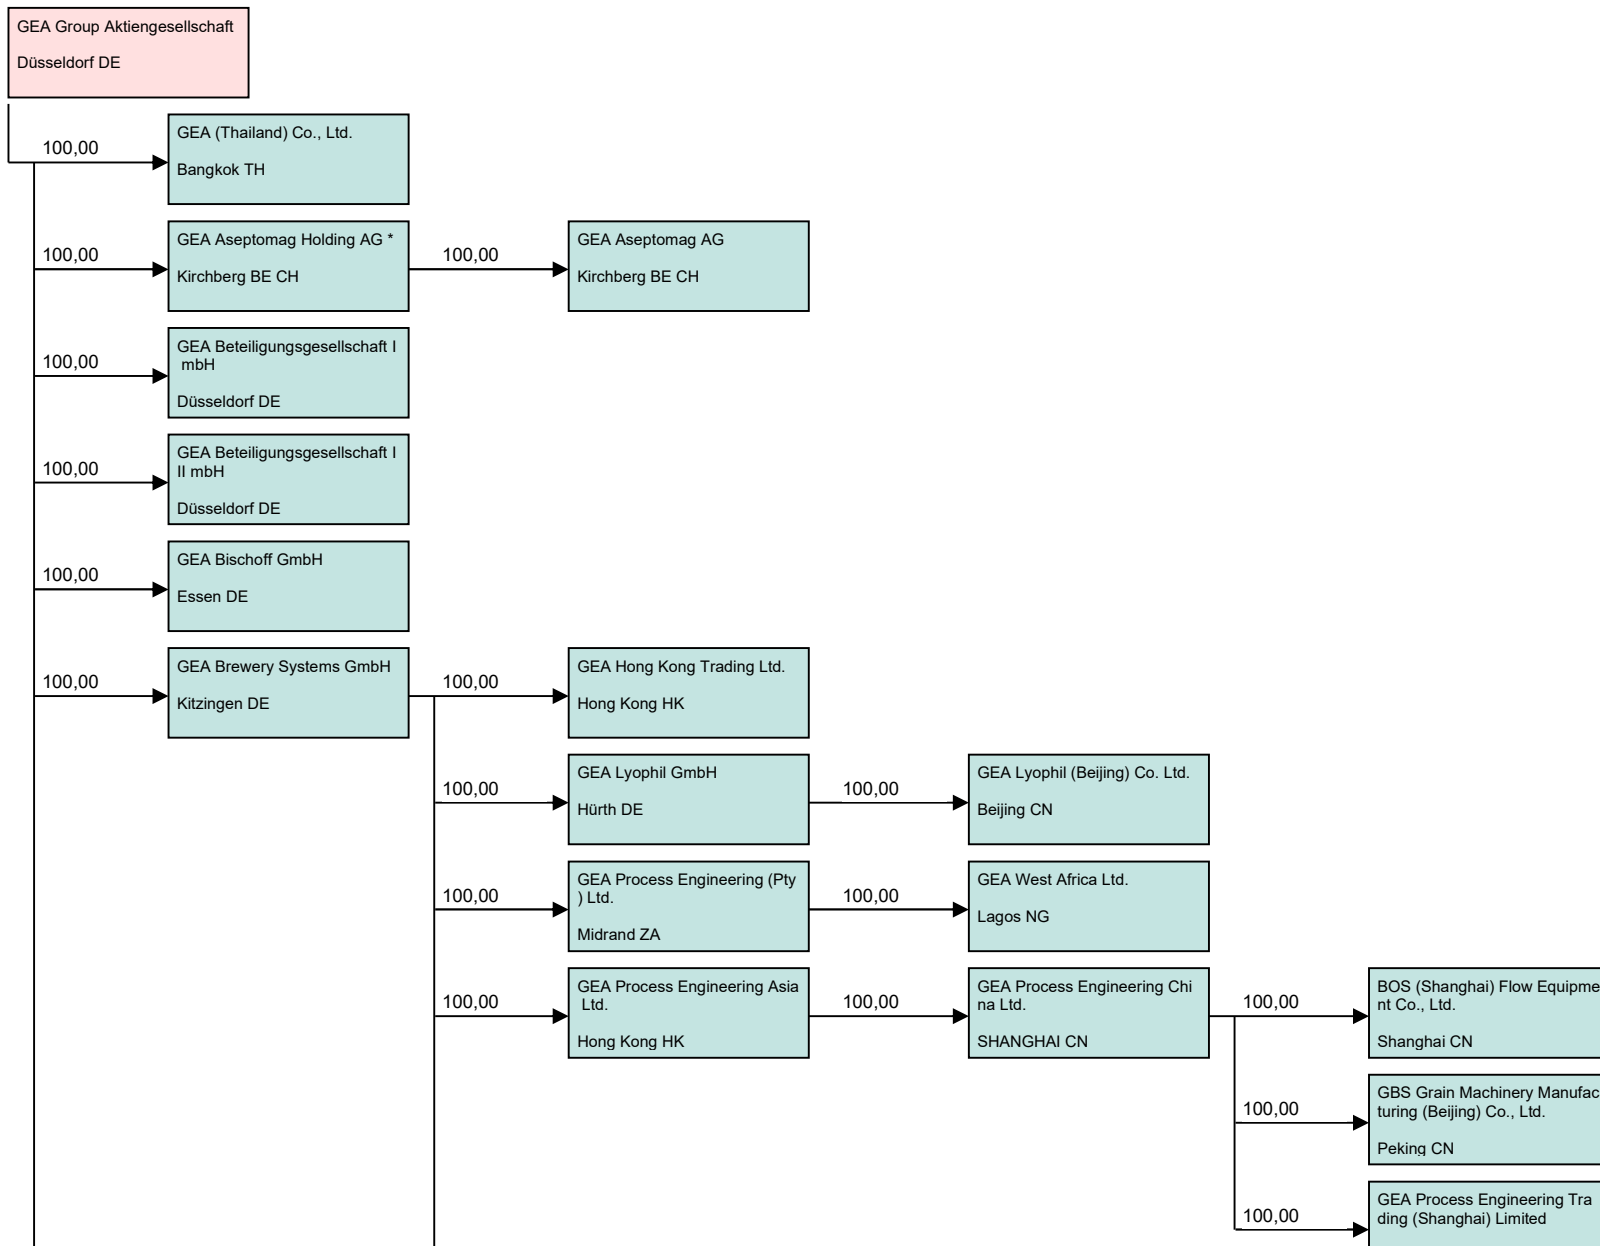 GEA Group Aktiengesellschaft
Düsseldorf DE
100,00
GEA (Thailand) Co., Ltd.
Bangkok TH
100,00
GEA Aseptomag Holding AG *
Kirchberg BE CH
100,00
GEA Aseptomag AG
Kirchberg BE CH
100,00
GEA Beteiligungsgesellschaft I
mbH
Düsseldorf DE
100,00
GEA Beteiligungsgesellschaft I
II mbH
Düsseldorf DE
100,00
GEA Bischoff GmbH
Essen DE
100,00
GEA Brewery Systems GmbH
Kitzingen DE
100,00
GEA Hong Kong Trading Ltd.
Hong Kong HK
100,00
GEA Lyophil GmbH
Hürth DE
100,00
GEA Lyophil (Beijing) Co. Ltd.
Beijing CN
100,00
GEA Process Engineering (Pty
) Ltd.
Midrand ZA
100,00
GEA West Africa Ltd.
Lagos NG
100,00
GEA Process Engineering Asia
Ltd.
Hong Kong HK
100,00
GEA Process Engineering Chi
na Ltd.
SHANGHAI CN
100,00
BOS (Shanghai) Flow Equipme
nt Co., Ltd.
Shanghai CN
100,00
GBS Grain Machinery Manufac
turing (Beijing) Co., Ltd.
Peking CN
100,00
GEA Process Engineering Tra
ding (Shanghai) Limited